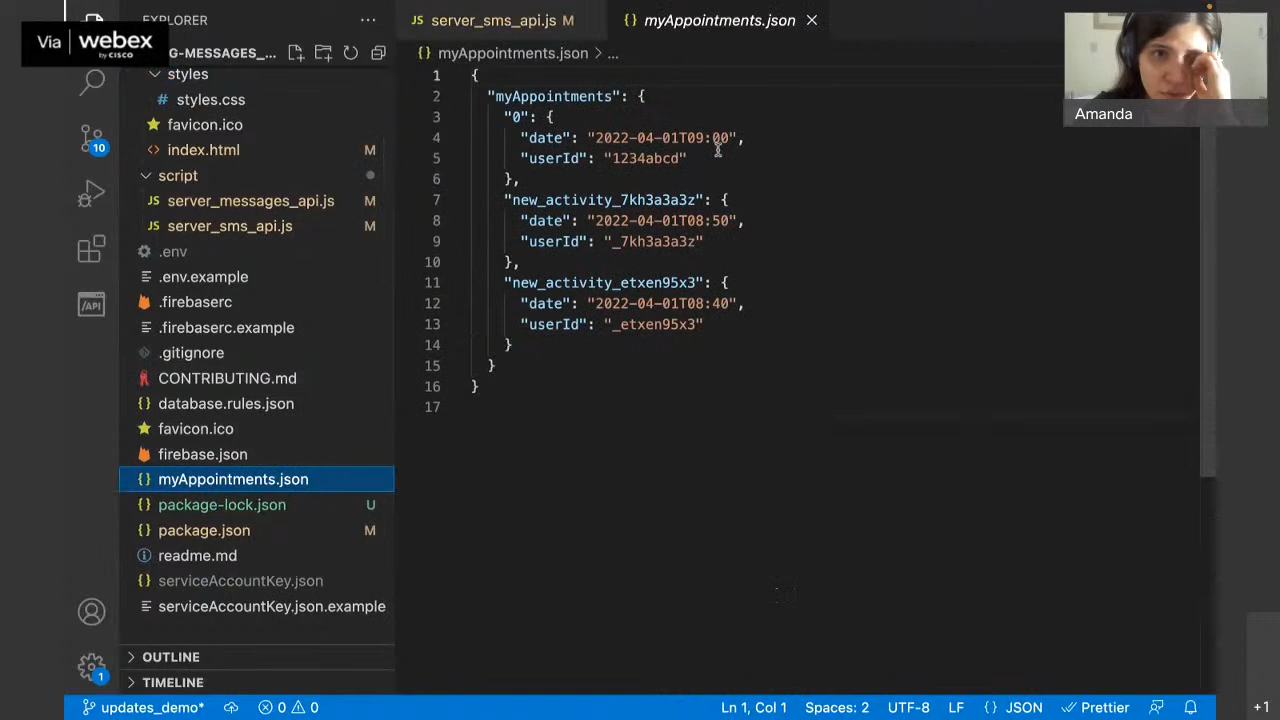 Via webex
by CISCO
EXPLORER
G-MESSAGES_...
styles
# styles.css
favicon.ico
index.html M
script
JS server_messages_api.js M
JS server_sms_api.js M
.env
.env.example
.firebaserc
.firebaserc.example
.gitignore
CONTRIBUTING.md
database.rules.json
favicon.ico
firebase.json
{} myAppointments.json
{} package-lock.json U
{} package.json M
readme.md
{} serviceAccountKey.json
serviceAccountKey.json.example
OUTLINE
TIMELINE
10
/API
1
JS server_sms_api.js M
{} myAppointments.json
{} myAppointments.json > ...
1 {
2 "myAppointments": {
3 "0": {
4 "date": "2022-04-01T09:00",
5 "userId": "1234abcd"
6 },
7 "new_activity_7kh3a3a3z": {
8 "date": "2022-04-01T08:50",
9 "userId": "_7kh3a3a3z"
10 },
11 "new_activity_etxen95x3": {
12 "date": "2022-04-01T08:40",
13 "userId": "_etxen95x3"
14 }
15 }
16 }
17
Amanda
updates_demo* 0 0 Ln 1, Col 1 Spaces: 2 UTF-8 LF {} JSON Prettier
+1